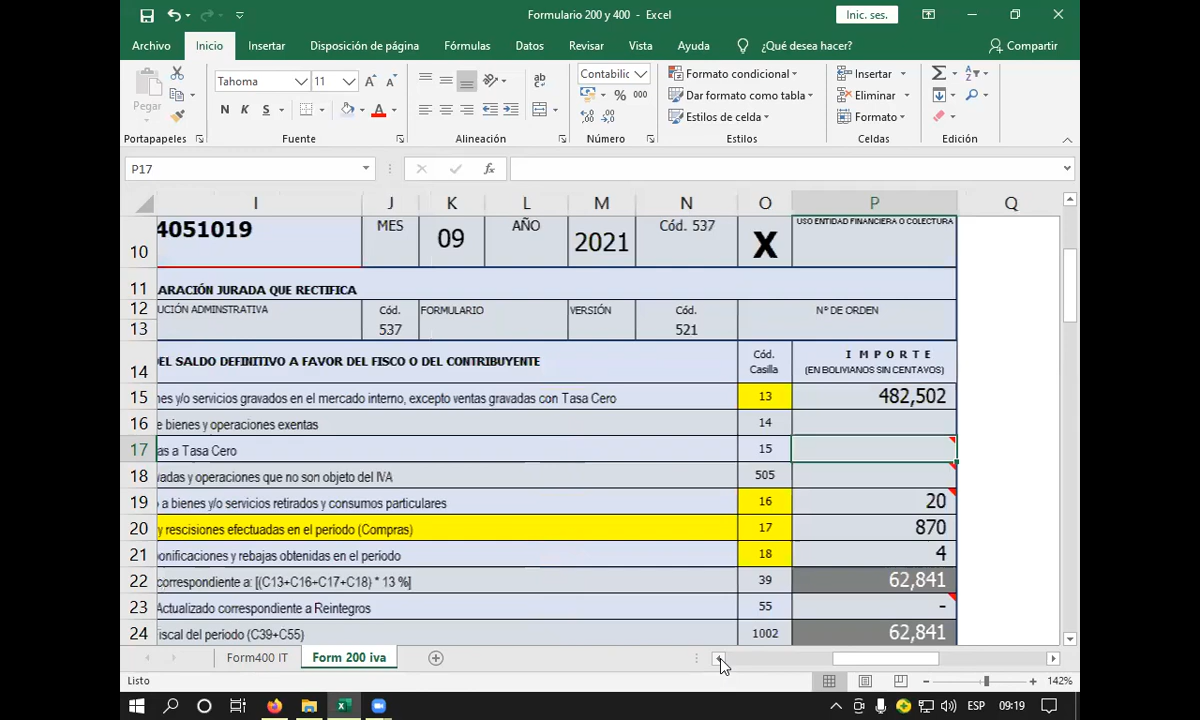 Formulario 200 y 400 - Excel
Inic. ses.
Archivo Inicio Insertar Disposición de página Fórmulas Datos Revisar Vista Ayuda ¿Qué desea hacer? Compartir
Pegar
Tahoma 11
N K S
Contabilic
% 000
Formato condicional
Dar formato como tabla
Estilos de celda
Insertar
Eliminar
Formato
Portapapeles Fuente Alineación Número Estilos Celdas Edición
P17
I J K L M N O P Q
10 4051019 MES 09 AÑO 2021 Cód. 537 X USO ENTIDAD FINANCIERA O COLECTURA
11 ARACIÓN JURADA QUE RECTIFICA
12 UCIÓN ADMINSTRATIVA Cód. FORMULARIO VERSIÓN Cód. Nº DE ORDEN
13 537 521
14 EL SALDO DEFINITIVO A FAVOR DEL FISCO O DEL CONTRIBUYENTE Cód. Casilla I M P O R T E
(EN BOLIVIANOS SIN CENTAVOS)
15 nes y/o servicios gravados en el mercado interno, excepto ventas gravadas con Tasa Cero 13 482,502
16 e bienes y operaciones exentas 14
17 as a Tasa Cero 15
18 vadas y operaciones que no son objeto del IVA 505
19 o a bienes y/o servicios retirados y consumos particulares 16 20
20 y rescisiones efectuadas en el período (Compras) 17 870
21 onificaciones y rebajas obtenidas en el período 18 4
22 correspondiente a: [(C13+C16+C17+C18) * 13 %] 39 62,841
23 Actualizado correspondiente a Reintegros 55 -
24 iscal del periodo (C39+C55) 1002 62,841
Form400 IT Form 200 iva
Listo 142%
ESP 09:19